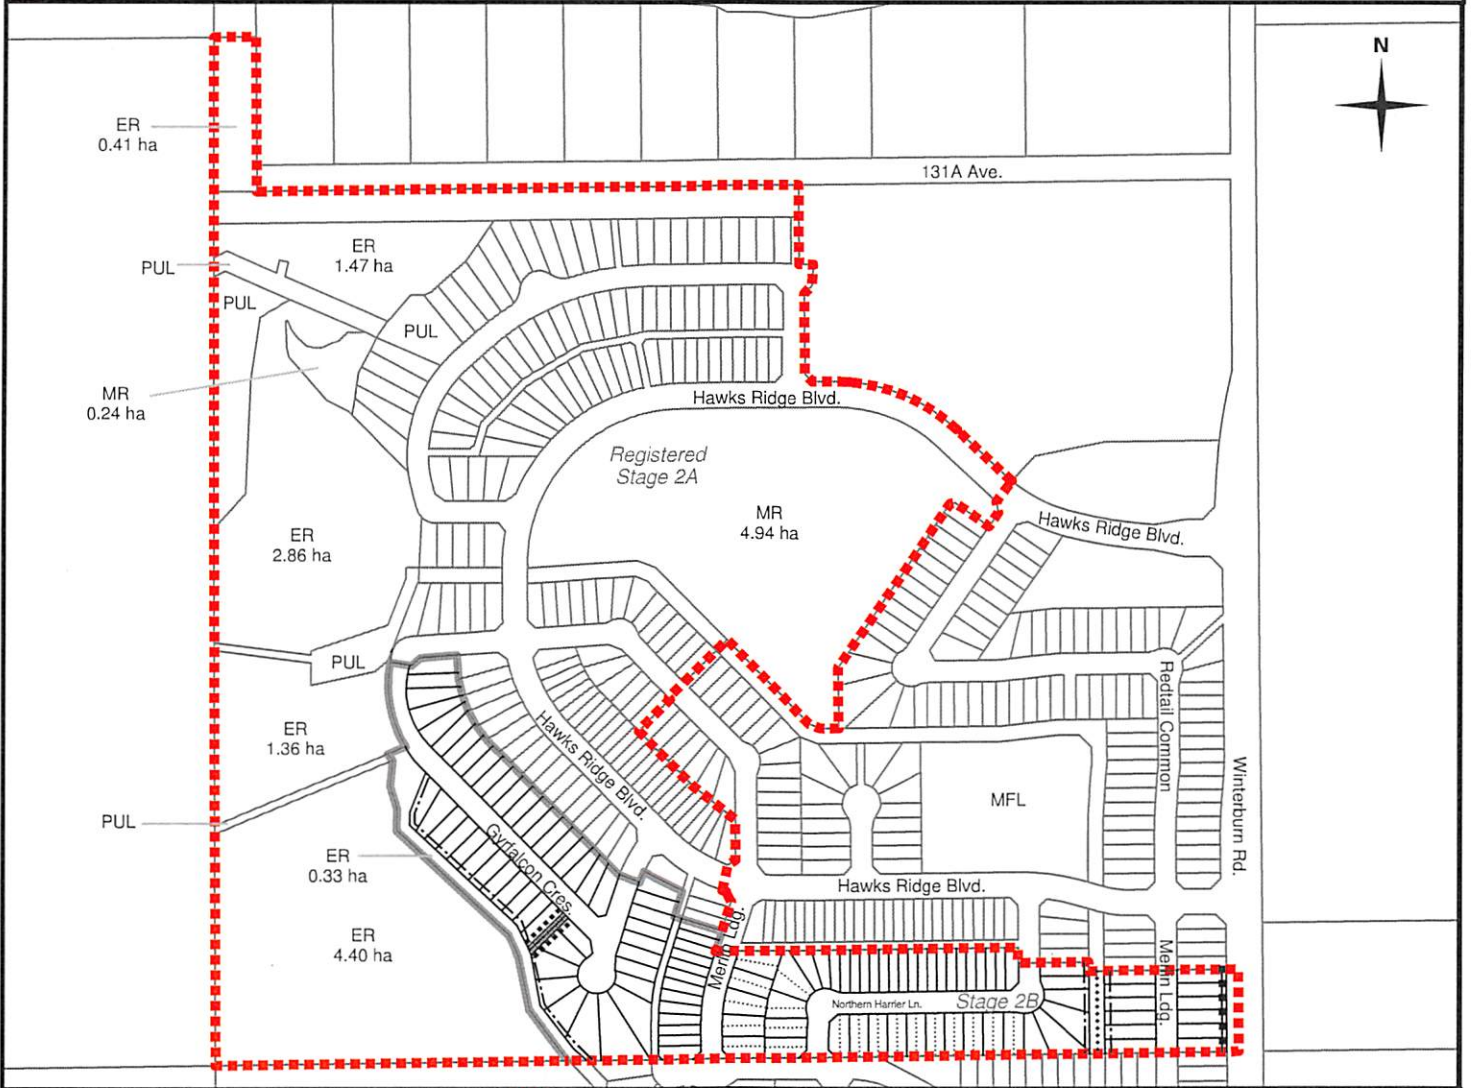 N
ER
0.41 ha
131A Ave.
ER
1.47 ha
PUL
PUL
PUL
MR
0.24 ha
Hawks Ridge Blvd.
Registered
Stage 2A
MR
4.94 ha
Hawks Ridge Blvd.
ER
2.86 ha
PUL
Redtail Common
ER
1.36 ha
Hawks Ridge Blvd.
Winterburn Rd.
MFL
PUL
Gyrfalcon Cres.
ER
0.33 ha
Hawks Ridge Blvd.
ER
4.40 ha
Merlin Ldg.
Merlin Ldg.
Northern Harrier Ln.
Stage 2B